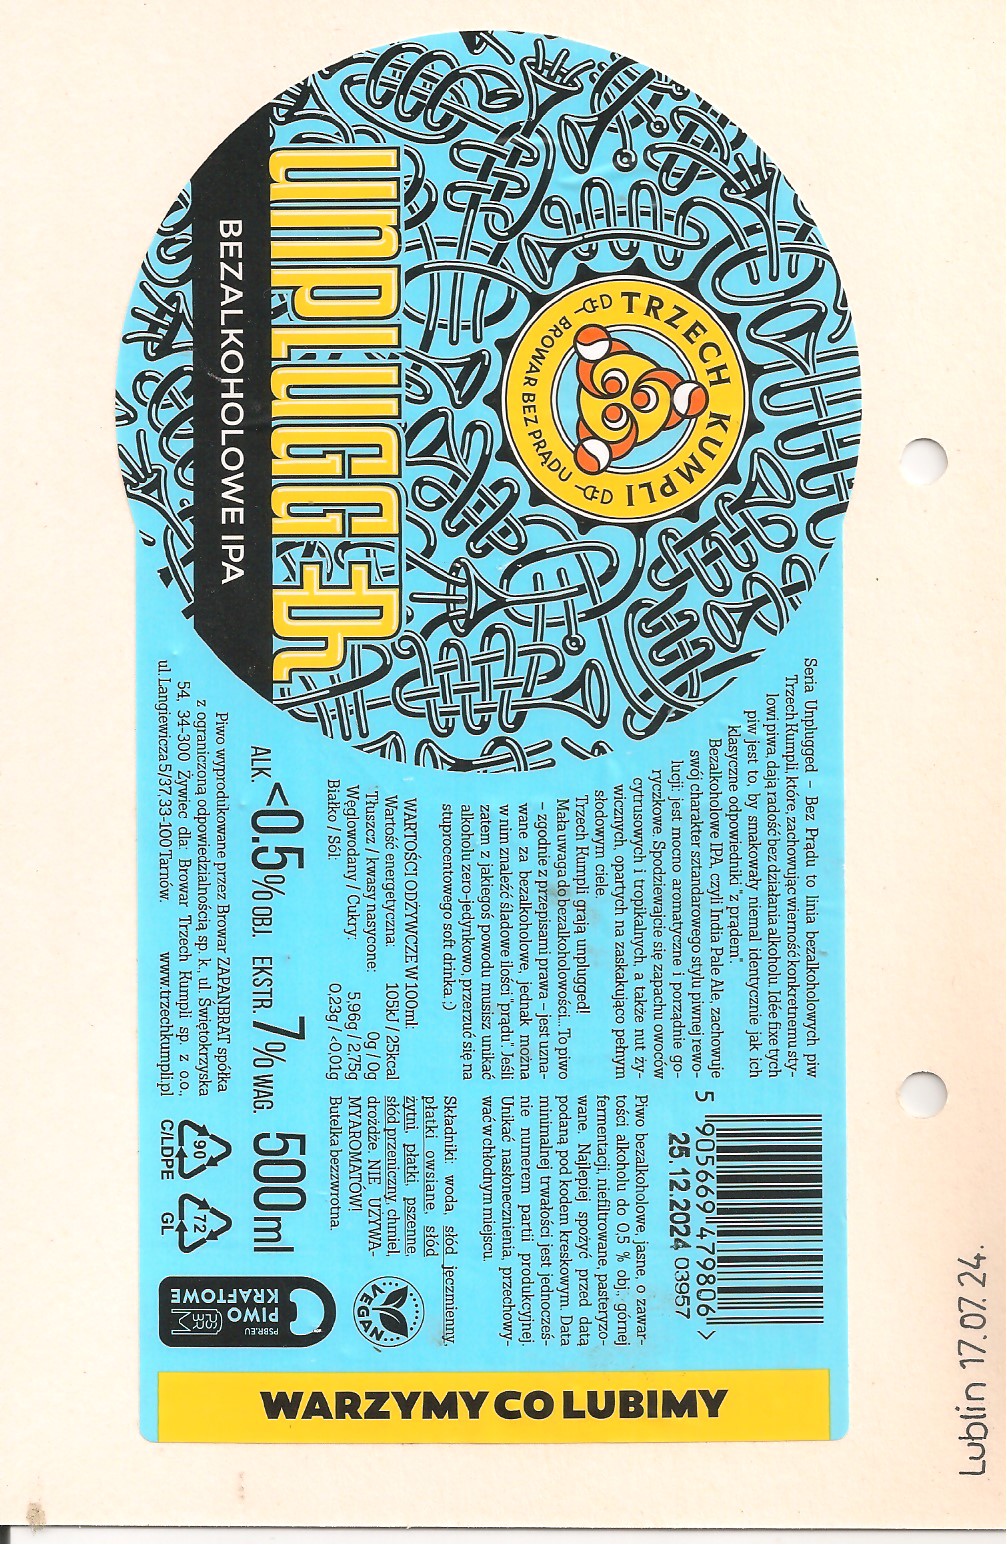 TRZECH KUMPLI
BROWAR BEZ PRĄDU
UNPLUGGED
BEZALKOHOLOWE IPA
Seria Unplugged – Bez Prądu to linia bezalkoholowych piw
Trzech Kumpli, które, zachowując wierność konkretnemu sty-
lowi piwa, dają radość bez działania alkoholu. Idée fixe tych
piw jest to, by smakowały niemal identycznie jak ich
klasyczne odpowiedniki "z prądem".
Bezalkoholowe IPA, czyli India Pale Ale, zachowuje
swój charakter sztandarowego stylu piwnej rewo-
lucji: jest mocno aromatyczne i porządnie go-
ryczkowe. Spodziewajcie się zapachu owoców
cytrusowych i tropikalnych, a także nut ży-
wicznych, opartych na zaskakująco pełnym
słodowym ciele.
Trzech Kumpli grają unplugged!
Mała uwaga do bezalkoholowości... To piwo
– zgodnie z przepisami prawa – jest uzna-
wane za bezalkoholowe, jednak można
w nim znaleźć śladowe ilości "prądu". Jeśli
zatem z jakiegoś powodu musisz unikać
alkoholu zero-jedynkowo, przerzuć się na
stuprocentowego soft drinka. ;)
WARTOŚCI ODŻYWCZE W 100ml:
Wartość energetyczna: 105kJ / 25kcal
Tłuszcz / kwasy nasycone: 0g / 0g
Węglowodany / Cukry: 5,96g / 2,75g
Białko / Sól: 0,23g / <0,01g
ALK. <0.5% OBJ. EKSTR. 7% WAG. 500ml
Piwo wyprodukowane przez Browar ZAPANBRAT spółka
z ograniczoną odpowiedzialnością sp. k., ul. Świętokrzyska
54, 34-300 Żywiec dla: Browar Trzech Kumpli sp. z o.o.,
ul. Langiewicza 5/37, 33-100 Tarnów. www.trzechkumpli.pl
5 905669 479806 >
25.12.2024 03957
Piwo bezalkoholowe, jasne, o zawar-
tości alkoholu do 0,5 % obj., górnej
fermentacji, niefiltrowane, pasteryzo-
wane. Najlepiej spożyć przed datą
podaną pod kodem kreskowym. Data
minimalnej trwałości jest jednocześ-
nie numerem partii produkcyjnej.
Unikać nasłonecznienia, przechowy-
wać w chłodnym miejscu.
Składniki: woda, słód jęczmienny,
płatki owsiane, słód
żytni, płatki pszenne,
słód pszeniczny, chmiel,
drożdże. NIE UŻYWA-
MY AROMATÓW!
Butelka bezzwrotna.
VEGAN
90
C/LDPE
72
GL
PSBR.EU
PIWO
KRAFTOWE
WARZYMY CO LUBIMY
Lublin 17.07.24.